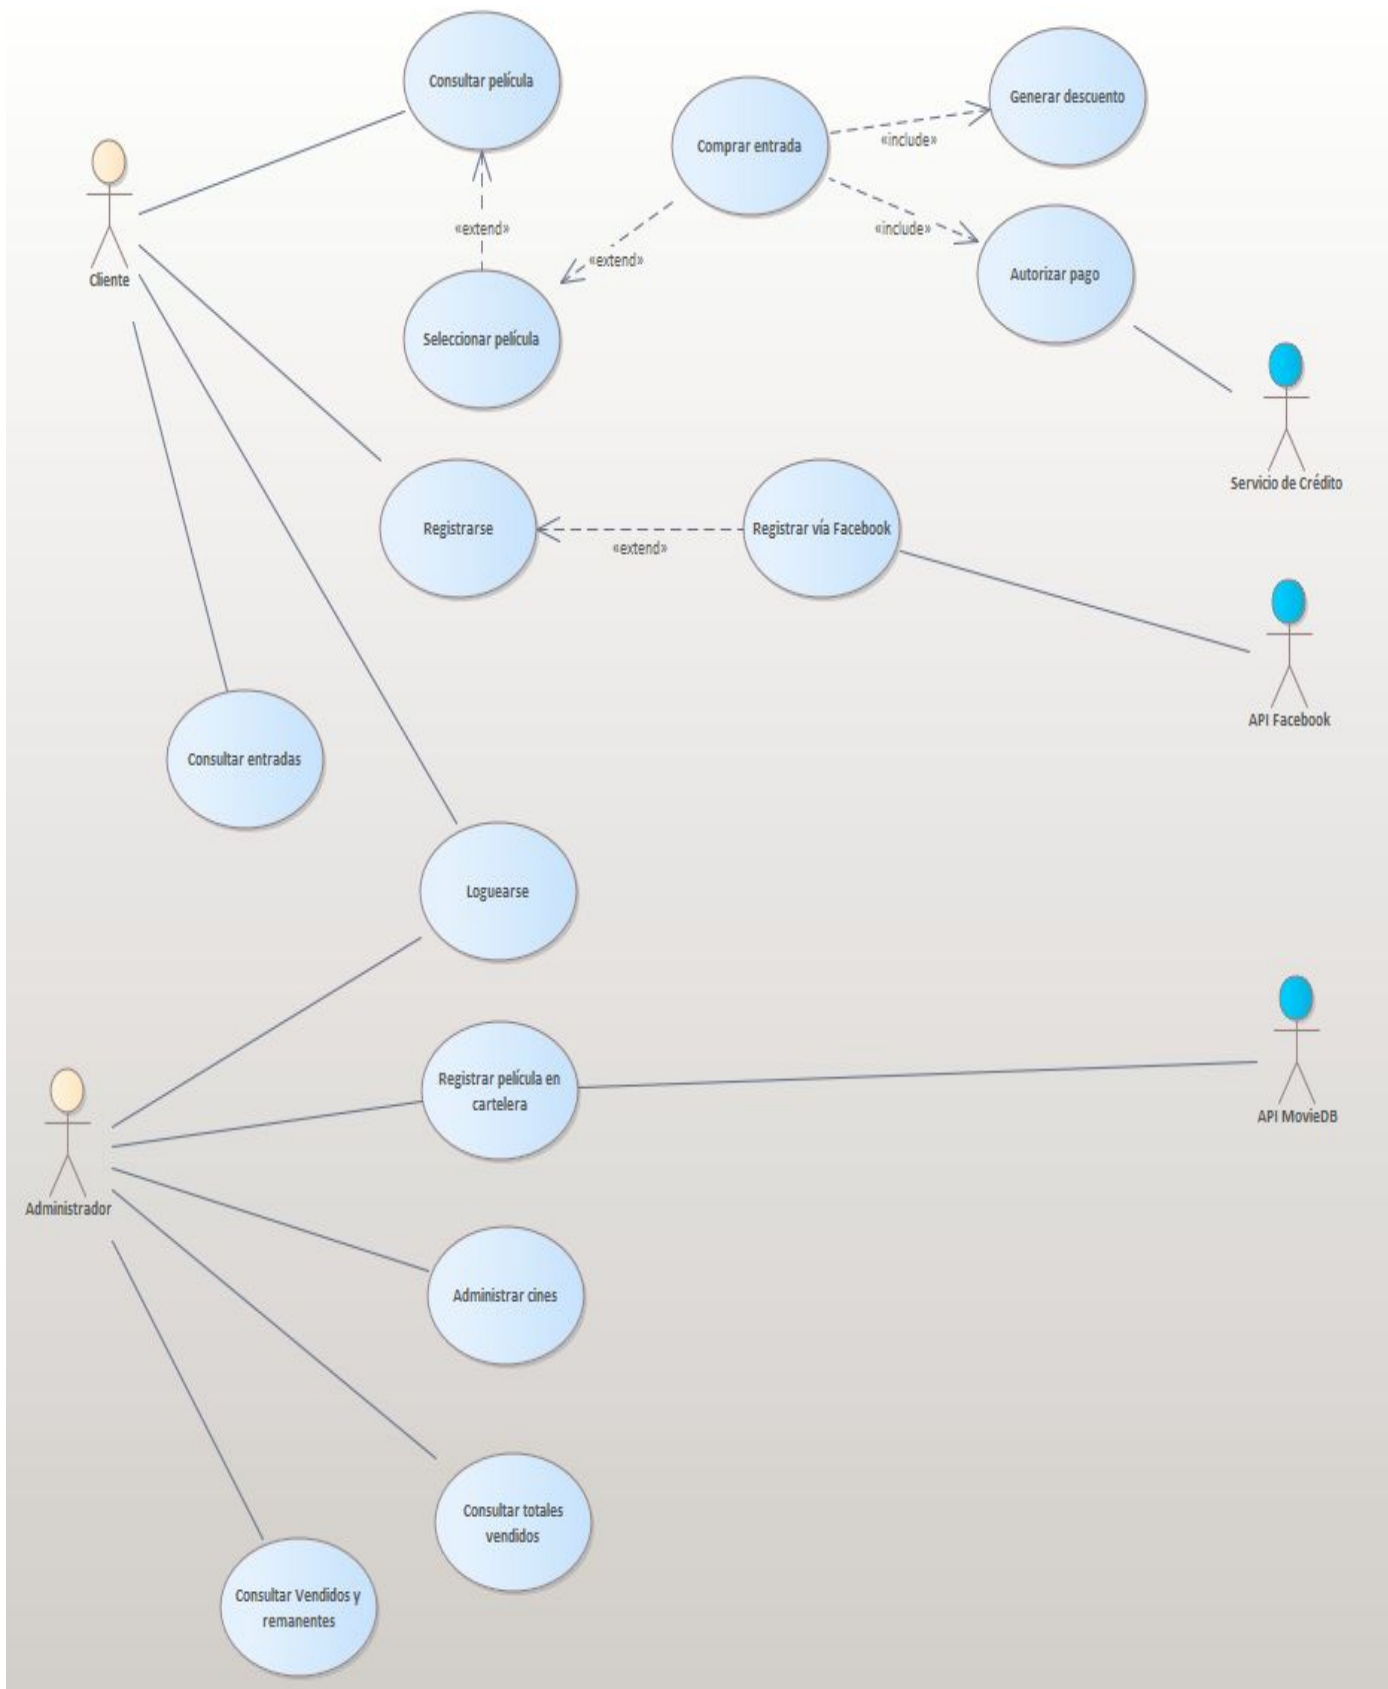 Consultar película
Generar descuento
Comprar entrada
«include»
«extend»
«include»
«extend»
Cliente
Autorizar pago
Seleccionar película
Servicio de Crédito
Registrarse
Registrar vía Facebook
«extend»
API Facebook
Consultar entradas
Loguearse
Registrar película en
cartelera
API MovieDB
Administrador
Administrar cines
Consultar totales
vendidos
Consultar Vendidos y
remanentes